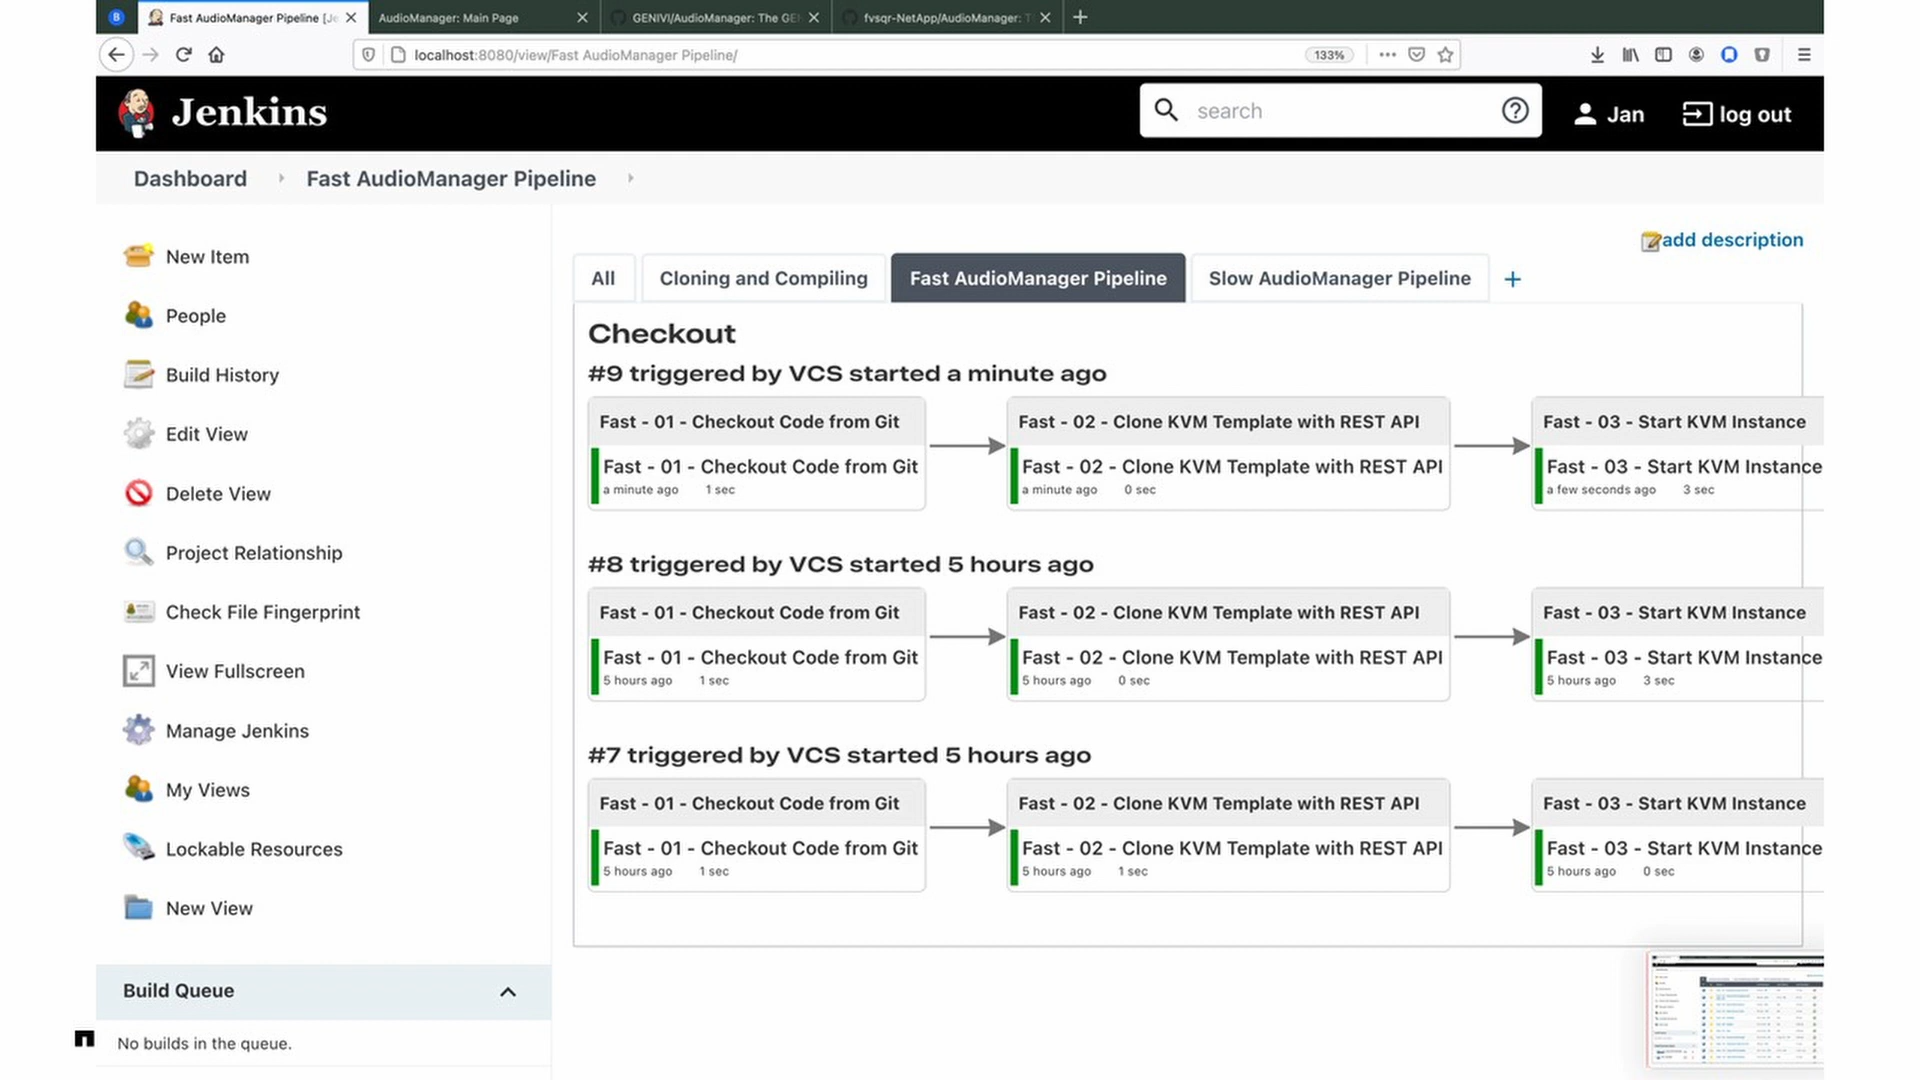 B
Fast AudioManager Pipeline [Je
AudioManager: Main Page
GENIVI/AudioManager: The GEN
fvsqr-NetApp/AudioManager: T
localhost:8080/view/Fast AudioManager Pipeline/
133%
Jenkins
search
Jan
log out
Dashboard
Fast AudioManager Pipeline
add description
New Item
People
Build History
Edit View
Delete View
Project Relationship
Check File Fingerprint
View Fullscreen
Manage Jenkins
My Views
Lockable Resources
New View
Build Queue
No builds in the queue.
All
Cloning and Compiling
Fast AudioManager Pipeline
Slow AudioManager Pipeline
+
Checkout
#9 triggered by VCS started a minute ago
Fast - 01 - Checkout Code from Git
Fast - 01 - Checkout Code from Git
a minute ago 1 sec
Fast - 02 - Clone KVM Template with REST API
Fast - 02 - Clone KVM Template with REST API
a minute ago 0 sec
Fast - 03 - Start KVM Instance
Fast - 03 - Start KVM Instance
a few seconds ago 3 sec
#8 triggered by VCS started 5 hours ago
Fast - 01 - Checkout Code from Git
Fast - 01 - Checkout Code from Git
5 hours ago 1 sec
Fast - 02 - Clone KVM Template with REST API
Fast - 02 - Clone KVM Template with REST API
5 hours ago 0 sec
Fast - 03 - Start KVM Instance
Fast - 03 - Start KVM Instance
5 hours ago 3 sec
#7 triggered by VCS started 5 hours ago
Fast - 01 - Checkout Code from Git
Fast - 01 - Checkout Code from Git
5 hours ago 1 sec
Fast - 02 - Clone KVM Template with REST API
Fast - 02 - Clone KVM Template with REST API
5 hours ago 1 sec
Fast - 03 - Start KVM Instance
Fast - 03 - Start KVM Instance
5 hours ago 0 sec